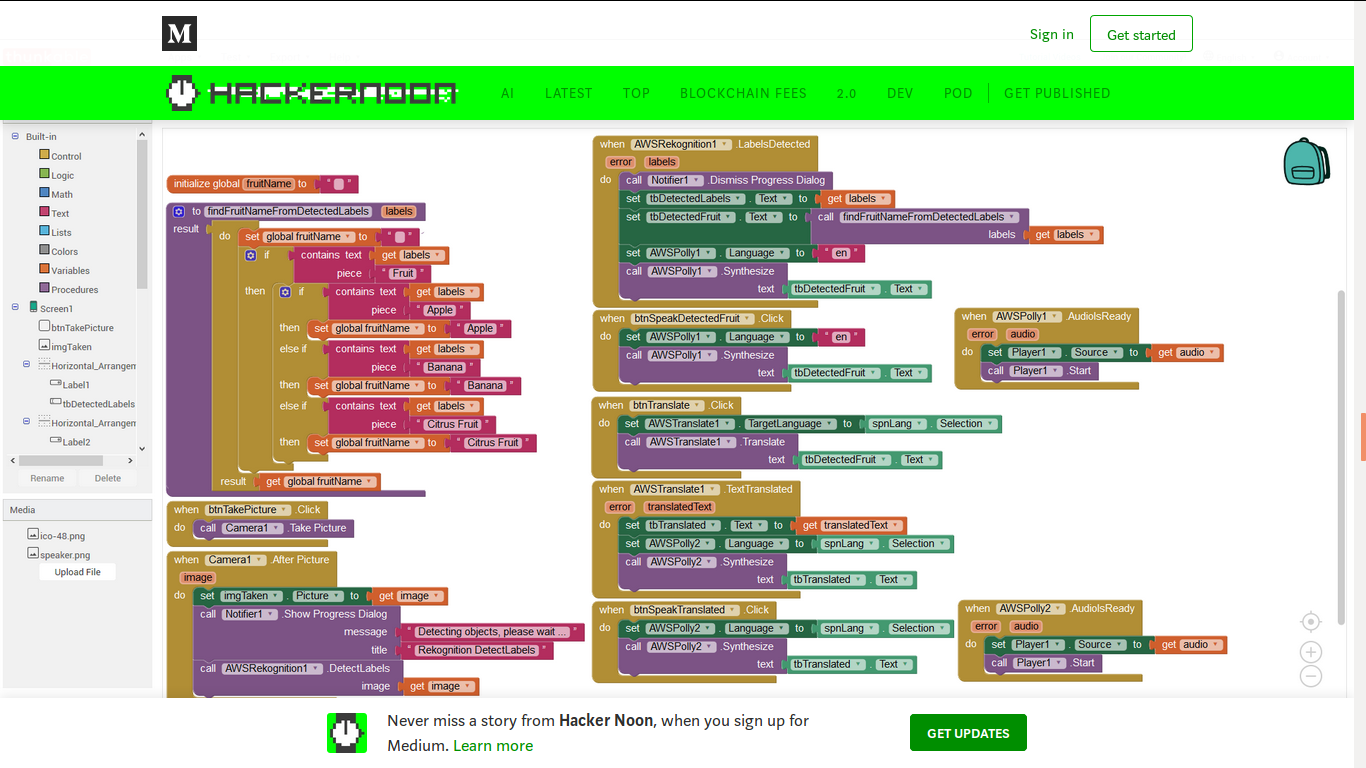 M
Sign in
Get started
HACKERNOON
AI LATEST TOP BLOCKCHAIN FEES 2.0 DEV POD GET PUBLISHED
Built-in
Control
Logic
Math
Text
Lists
Colors
Variables
Procedures
Screen1
btnTakePicture
imgTaken
Horizontal_Arrangem
Label1
tbDetectedLabels
Horizontal_Arrangem
Label2
Rename Delete
Media
ico-48.png
speaker.png
Upload File
initialize global fruitName to " "
to findFruitNameFromDetectedLabels labels
result
do set global fruitName to " "
if contains text get labels
piece " Fruit "
then if contains text get labels
piece " Apple "
then set global fruitName to " Apple "
else if contains text get labels
piece " Banana "
then set global fruitName to " Banana "
else if contains text get labels
piece " Citrus Fruit "
then set global fruitName to " Citrus Fruit "
result get global fruitName
when btnTakePicture .Click
do call Camera1 .Take Picture
when Camera1 .After Picture
image
do set imgTaken . Picture to get image
call Notifier1 .Show Progress Dialog
message " Detecting objects, please wait ... "
title " Rekognition DetectLabels "
call AWSRekognition1 .DetectLabels
image get image
when AWSRekognition1 .LabelsDetected
error labels
do call Notifier1 .Dismiss Progress Dialog
set tbDetectedLabels . Text to get labels
set tbDetectedFruit . Text to call findFruitNameFromDetectedLabels
labels get labels
set AWSPolly1 . Language to " en "
call AWSPolly1 .Synthesize
text tbDetectedFruit . Text
when btnSpeakDetectedFruit .Click
do set AWSPolly1 . Language to " en "
call AWSPolly1 .Synthesize
text tbDetectedFruit . Text
when btnTranslate .Click
do set AWSTranslate1 . TargetLanguage to spnLang . Selection
call AWSTranslate1 .Translate
text tbDetectedFruit . Text
when AWSTranslate1 .TextTranslated
error translatedText
do set tbTranslated . Text to get translatedText
set AWSPolly2 . Language to spnLang . Selection
call AWSPolly2 .Synthesize
text tbTranslated . Text
when btnSpeakTranslated .Click
do set AWSPolly2 . Language to spnLang . Selection
call AWSPolly2 .Synthesize
text tbTranslated . Text
when AWSPolly1 .AudioIsReady
error audio
do set Player1 . Source to get audio
call Player1 .Start
when AWSPolly2 .AudioIsReady
error audio
do set Player1 . Source to get audio
call Player1 .Start
Never miss a story from Hacker Noon, when you sign up for
Medium. Learn more
GET UPDATES